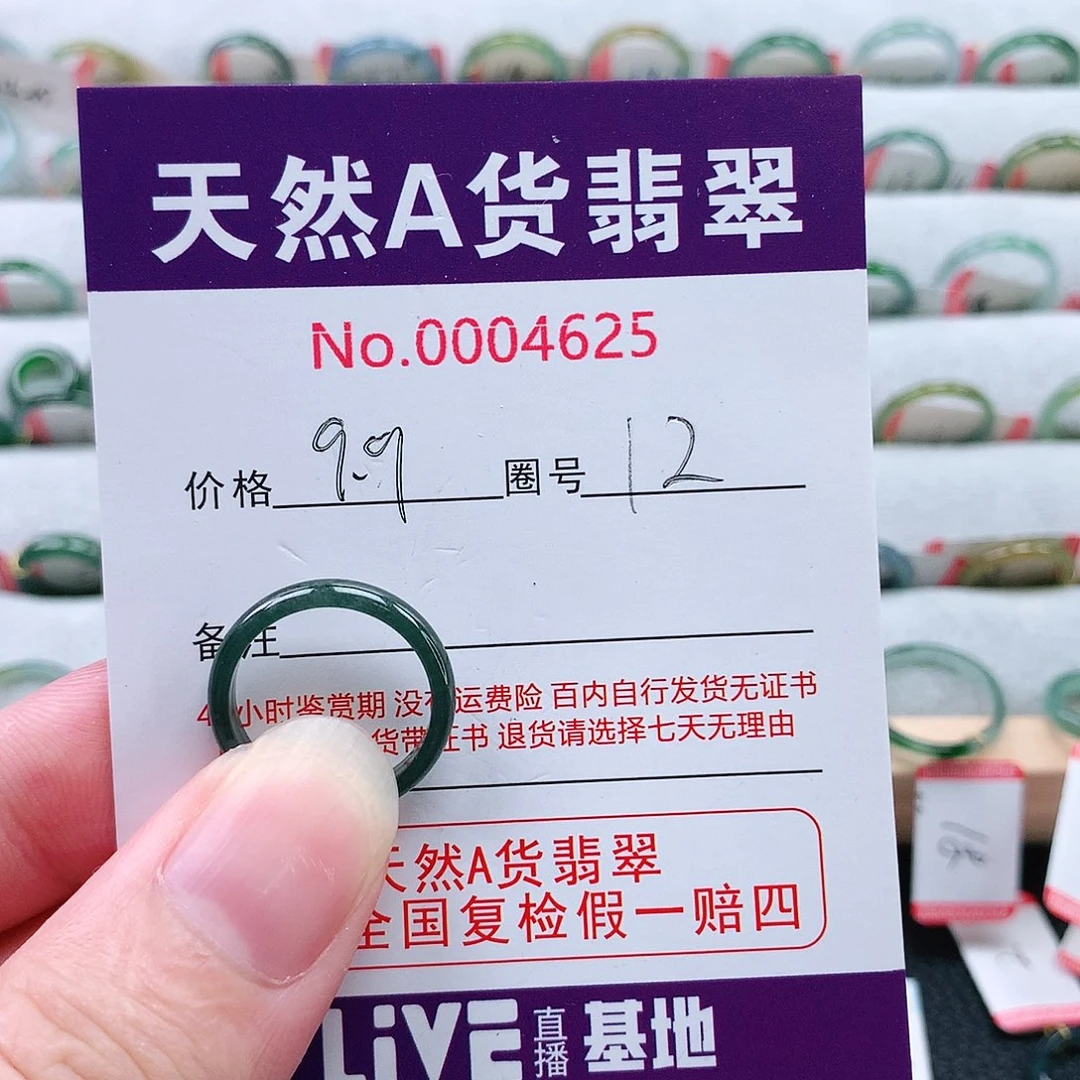 天然A货翡翠
No.0004625
价格 9.9 圈号 12
备注
小时鉴赏期 没有运费险 百内自行发货无证书
货带证书 退货请选择七天无理由
天然A货翡翠
全国复检假一赔四
LiVE 直播 基地